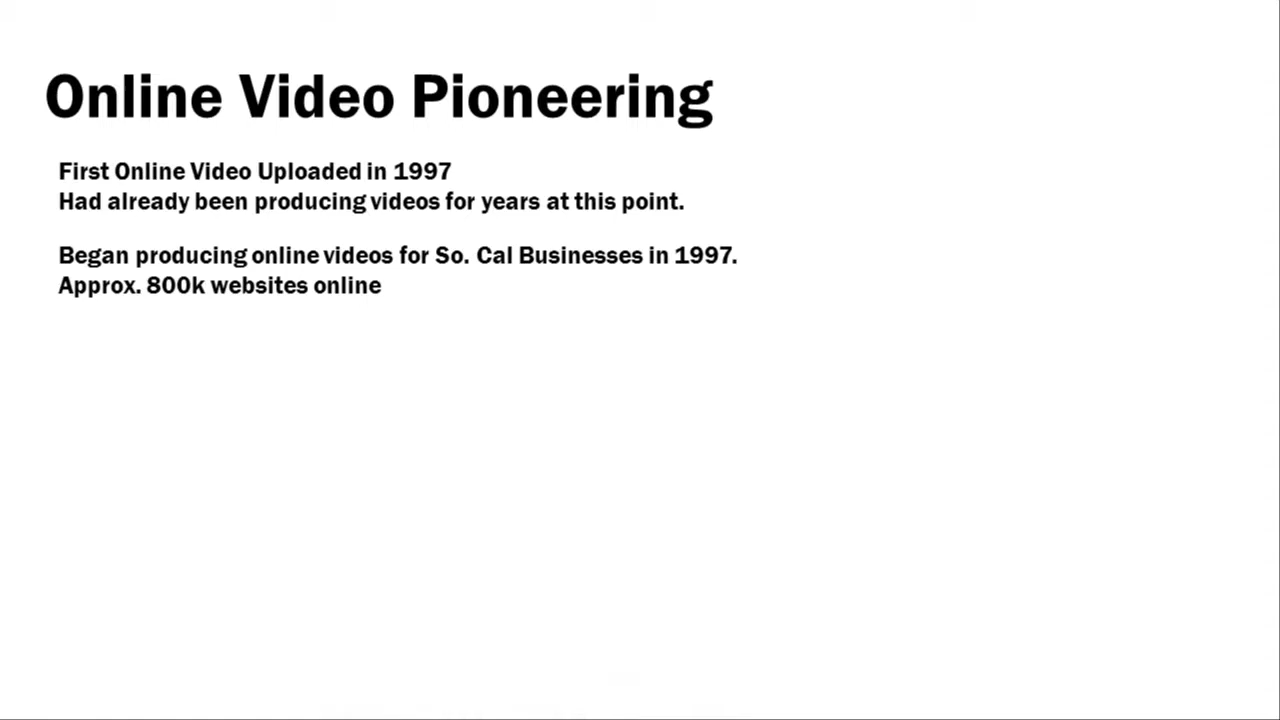 Online Video Pioneering
First Online Video Uploaded in 1997
Had already been producing videos for years at this point.
Began producing online videos for So. Cal Businesses in 1997.
Approx. 800k websites online